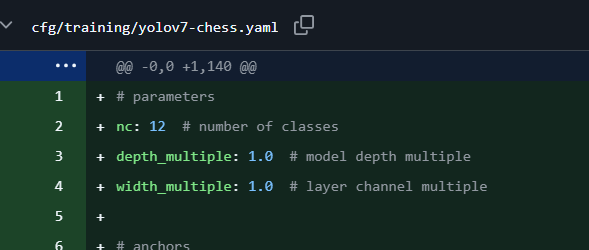 cfg/training/yolov7-chess.yaml
... @@ -0,0 +1,140 @@
1 + # parameters
2 + nc: 12 # number of classes
3 + depth_multiple: 1.0 # model depth multiple
4 + width_multiple: 1.0 # layer channel multiple
5 +
6 + # anchors